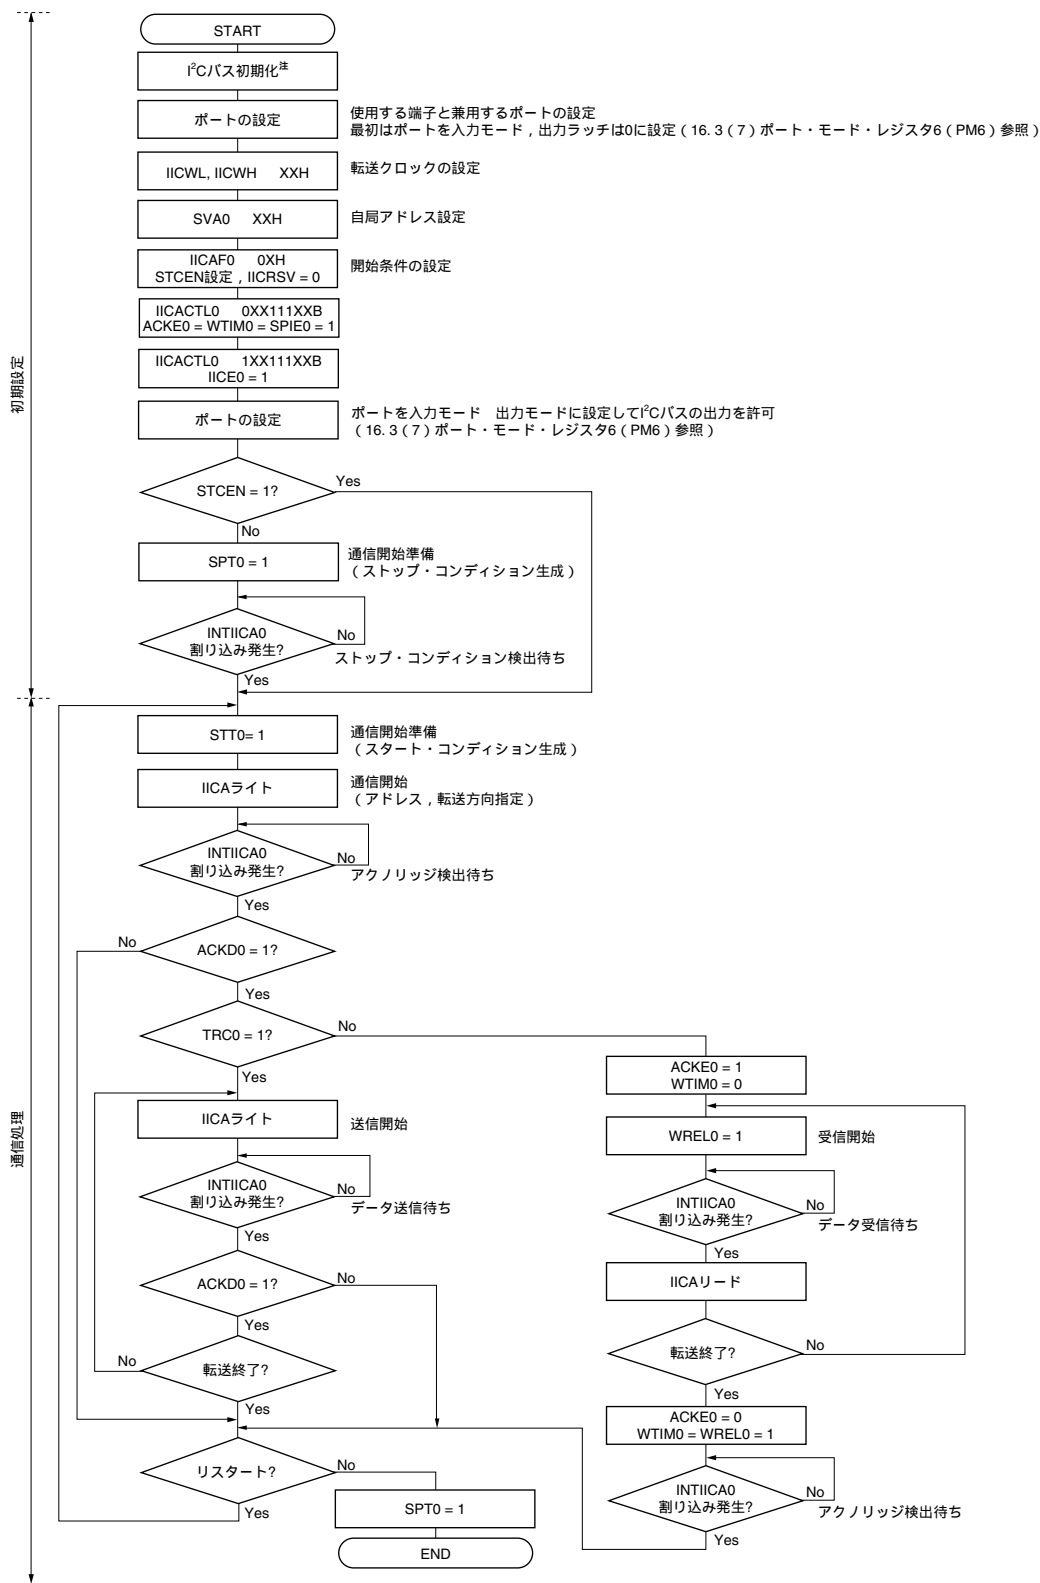 START
I²Cバス初期化注
ポートの設定
使用する端子と兼用するポートの設定
最初はポートを入力モード，出力ラッチは0に設定（16. 3（7）ポート・モード・レジスタ6（PM6）参照）
IICWL, IICWH XXH
転送クロックの設定
SVA0 XXH
自局アドレス設定
IICAF0 0XH
STCEN設定，IICRSV = 0
開始条件の設定
IICACTL0 0XX111XXB
ACKE0 = WTIM0 = SPIE0 = 1
IICACTL0 1XX111XXB
IICE0 = 1
初期設定
ポートの設定
ポートを入力モード 出力モードに設定してI²Cバスの出力を許可
（16. 3（7）ポート・モード・レジスタ6（PM6）参照）
STCEN = 1?
Yes
No
SPT0 = 1
通信開始準備
（ストップ・コンディション生成）
INTIICA0
割り込み発生?
No
ストップ・コンディション検出待ち
Yes
STT0= 1
通信開始準備
（スタート・コンディション生成）
IICAライト
通信開始
（アドレス，転送方向指定）
INTIICA0
割り込み発生?
No
アクノリッジ検出待ち
Yes
ACKD0 = 1?
No
Yes
TRC0 = 1?
No
Yes
通信処理
IICAライト
送信開始
INTIICA0
割り込み発生?
No
データ送信待ち
Yes
ACKD0 = 1?
No
Yes
転送終了?
No
Yes
リスタート?
No
Yes
SPT0 = 1
END
ACKE0 = 1
WTIM0 = 0
WREL0 = 1
受信開始
INTIICA0
割り込み発生?
No
データ受信待ち
Yes
IICAリード
転送終了?
No
Yes
ACKE0 = 0
WTIM0 = WREL0 = 1
INTIICA0
割り込み発生?
No
アクノリッジ検出待ち
Yes